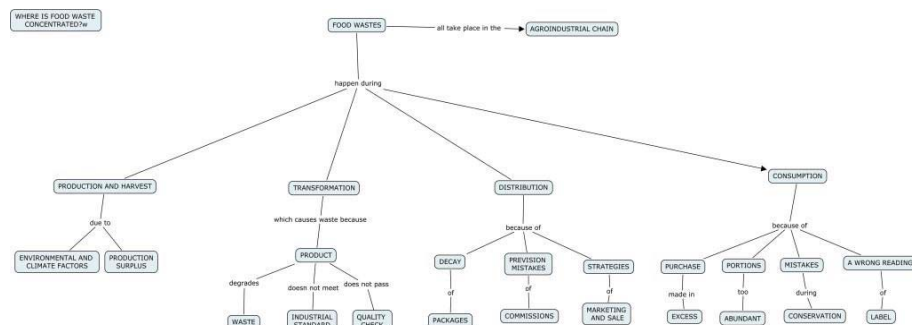 WHERE IS FOOD WASTE
CONCENTRATED?w
FOOD WASTES
all take place in the
AGROINDUSTRIAL CHAIN
happen during
PRODUCTION AND HARVEST
TRANSFORMATION
DISTRIBUTION
CONSUMPTION
due to
ENVIRONMENTAL AND
CLIMATE FACTORS
PRODUCTION
SURPLUS
which causes waste because
PRODUCT
degrades
doesn not meet
does not pass
WASTE
INDUSTRIAL
STANDARD
QUALITY
CHECK
because of
DECAY
PREVISION
MISTAKES
STRATEGIES
of
of
of
PACKAGES
COMMISSIONS
MARKETING
AND SALE
because of
PURCHASE
PORTIONS
MISTAKES
A WRONG READING
made in
too
during
of
EXCESS
ABUNDANT
CONSERVATION
LABEL